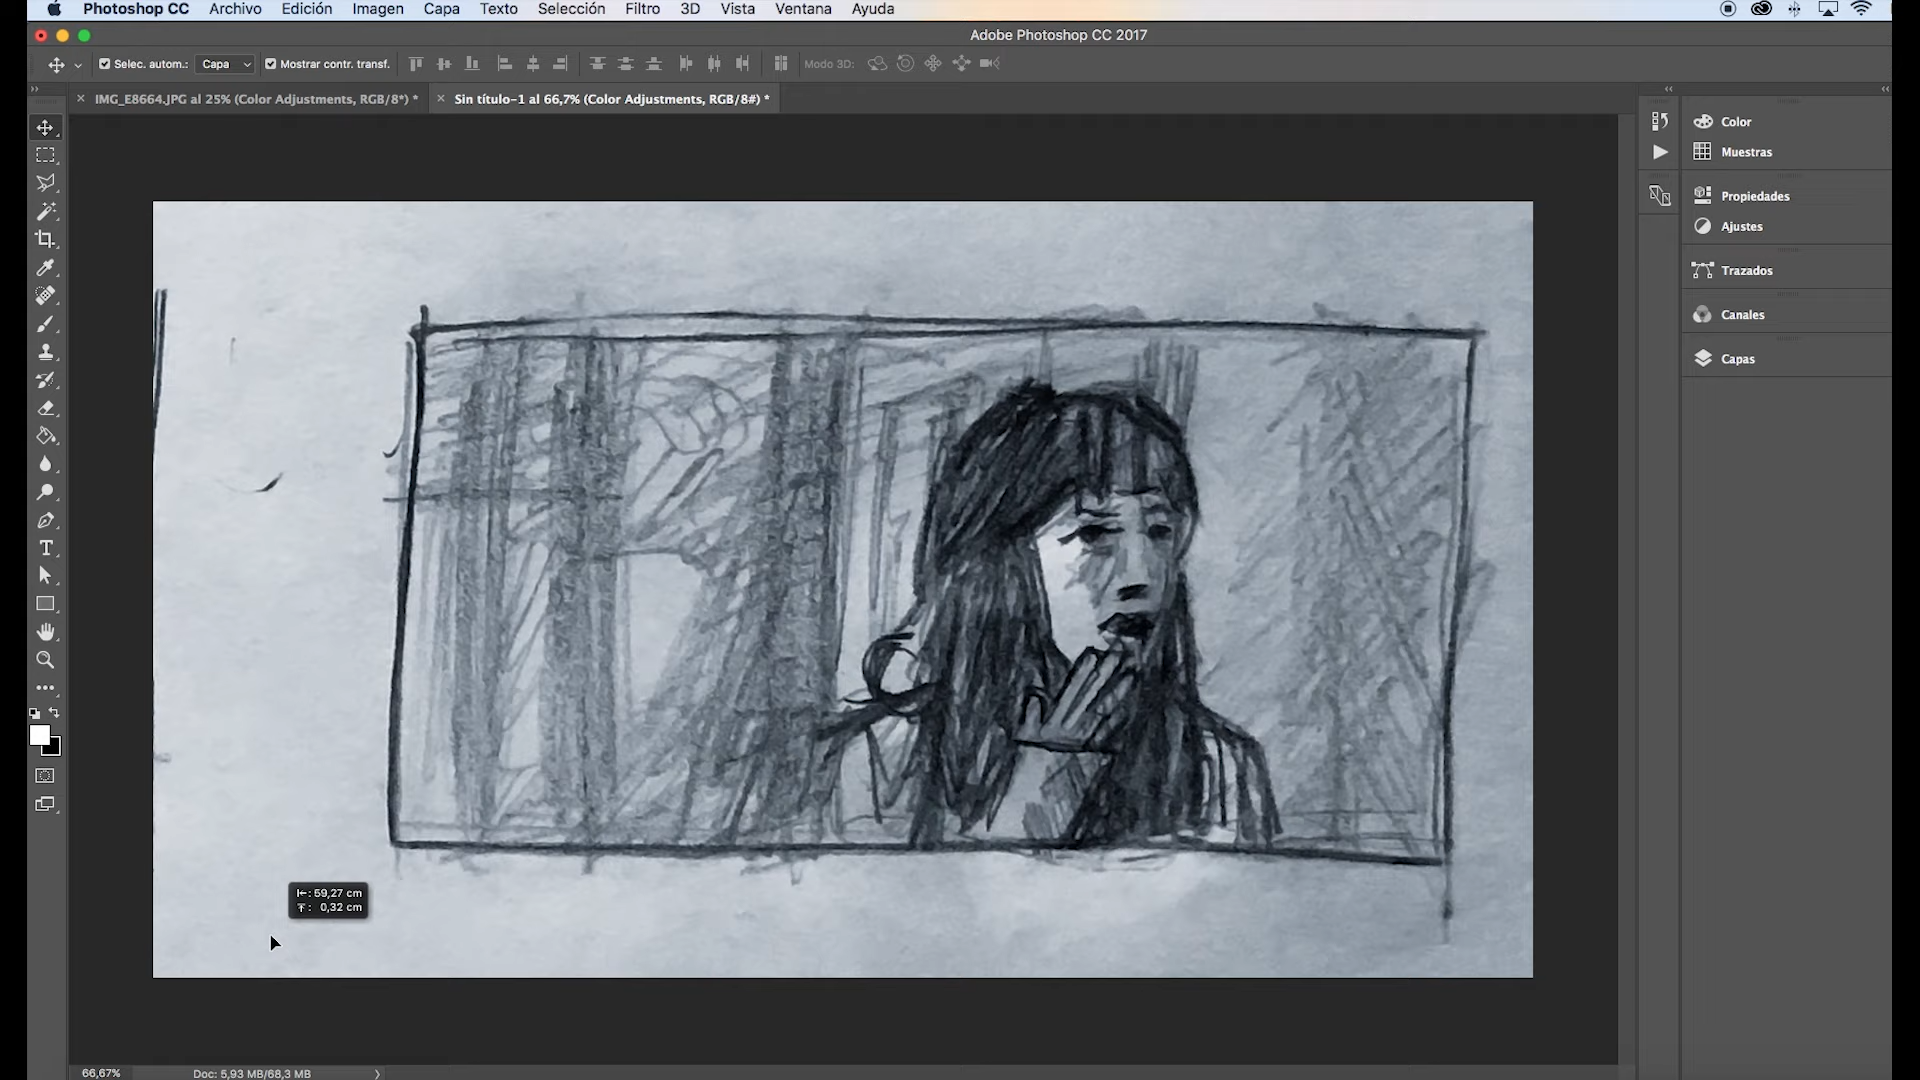 Photoshop CC Archivo Edición Imagen Capa Texto Selección Filtro 3D Vista Ventana Ayuda
Adobe Photoshop CC 2017
Selec. autom.: Capa Mostrar contr. transf. Modo 3D:
IMG_E8664.JPG al 25% (Color Adjustments, RGB/8*) * Sin título-1 al 66,7% (Color Adjustments, RGB/8#) *
Color
Muestras
Propiedades
Ajustes
Trazados
Canales
Capas
59,27 cm
0,32 cm
66,67% Doc: 5,93 MB/68,3 MB